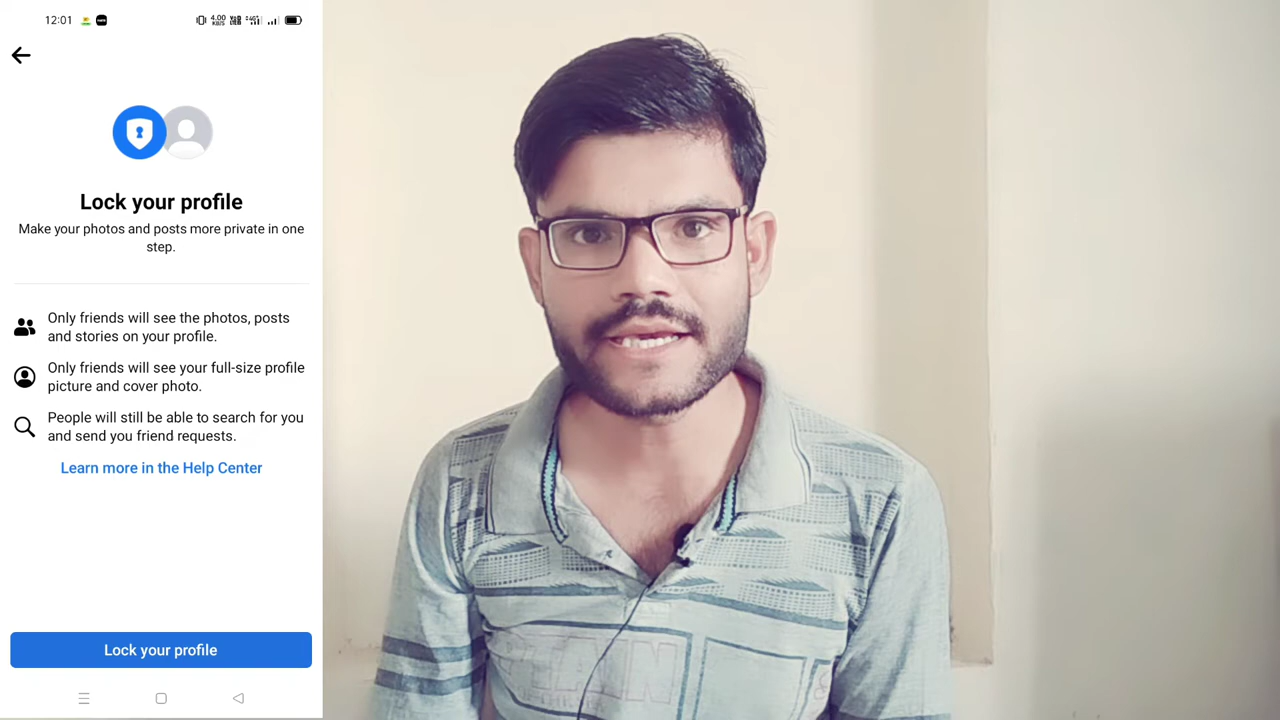 12:01
4.00
KB/S
Lock your profile
Make your photos and posts more private in one
step.
Only friends will see the photos, posts
and stories on your profile.
Only friends will see your full-size profile
picture and cover photo.
People will still be able to search for you
and send you friend requests.
Learn more in the Help Center
Lock your profile